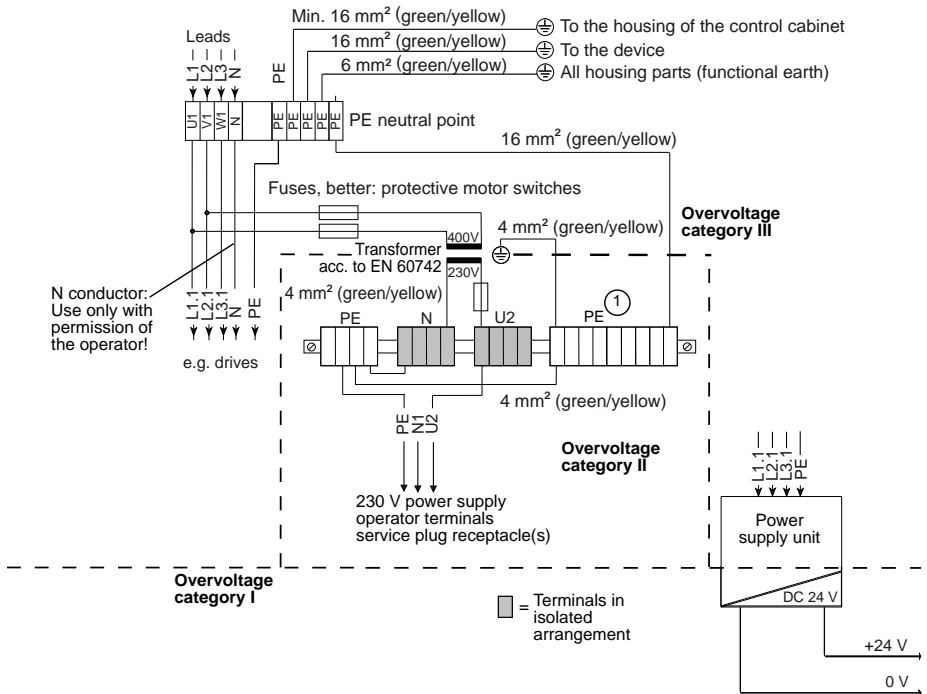 Min. 16 mm² (green/yellow)
To the housing of the control cabinet
Leads
16 mm² (green/yellow)
To the device
L1
L2
L3
N
PE
6 mm² (green/yellow)
All housing parts (functional earth)
U1
V1
W1
N
PE
PE
PE
PE
PE
PE neutral point
16 mm² (green/yellow)
Fuses, better: protective motor switches
Overvoltage
category III
4 mm² (green/yellow)
400V
Transformer
acc. to EN 60742
230V
N conductor:
Use only with
permission of
the operator!
4 mm² (green/yellow)
L1.1
L2.1
L3.1
N
PE
PE
N
U2
PE
1
e.g. drives
4 mm² (green/yellow)
PE
N1
U2
Overvoltage
category II
L1.1
L2.1
L3.1
PE
230 V power supply
operator terminals
service plug receptacle(s)
Power
supply unit
Overvoltage
category I
DC 24 V
= Terminals in
isolated
arrangement
+24 V
0 V